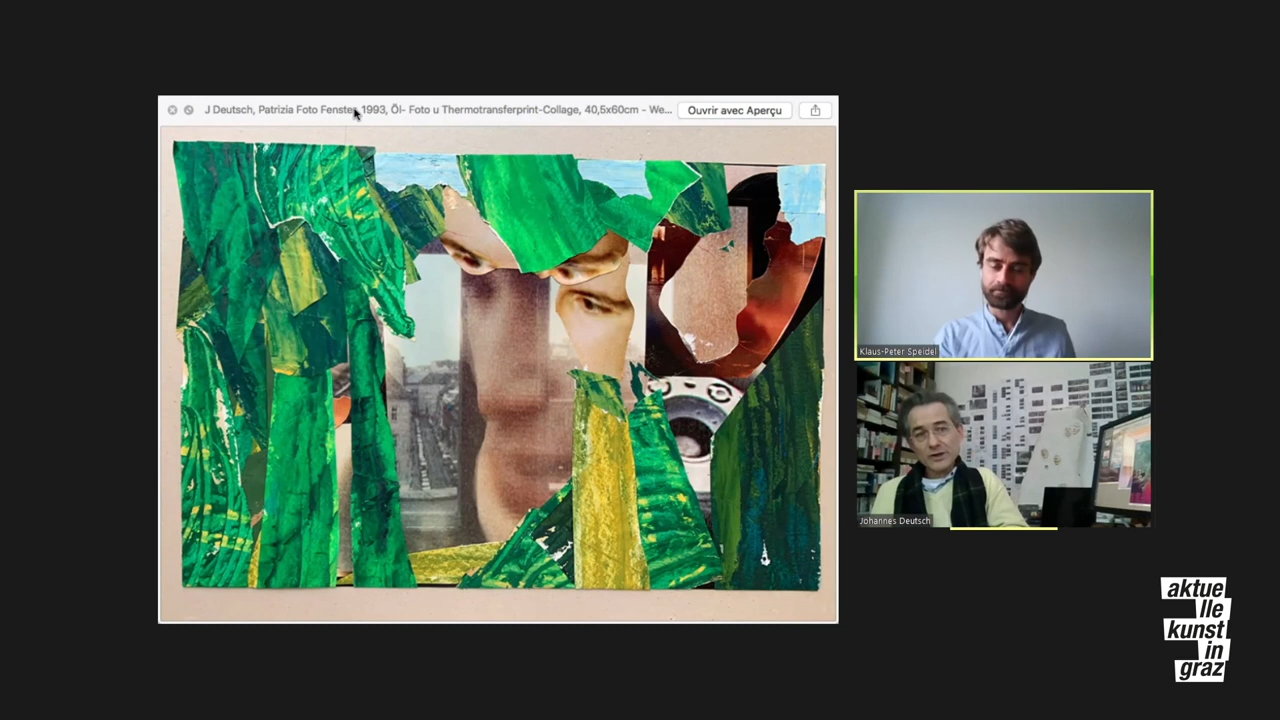 J Deutsch, Patrizia Foto Fenster, 1993, Öl- Foto u Thermotransferprint-Collage, 40,5x60cm - We...
Ouvrir avec Aperçu
Klaus-Peter Speidel
Johannes Deutsch
aktue
lle
kunst
in
graz